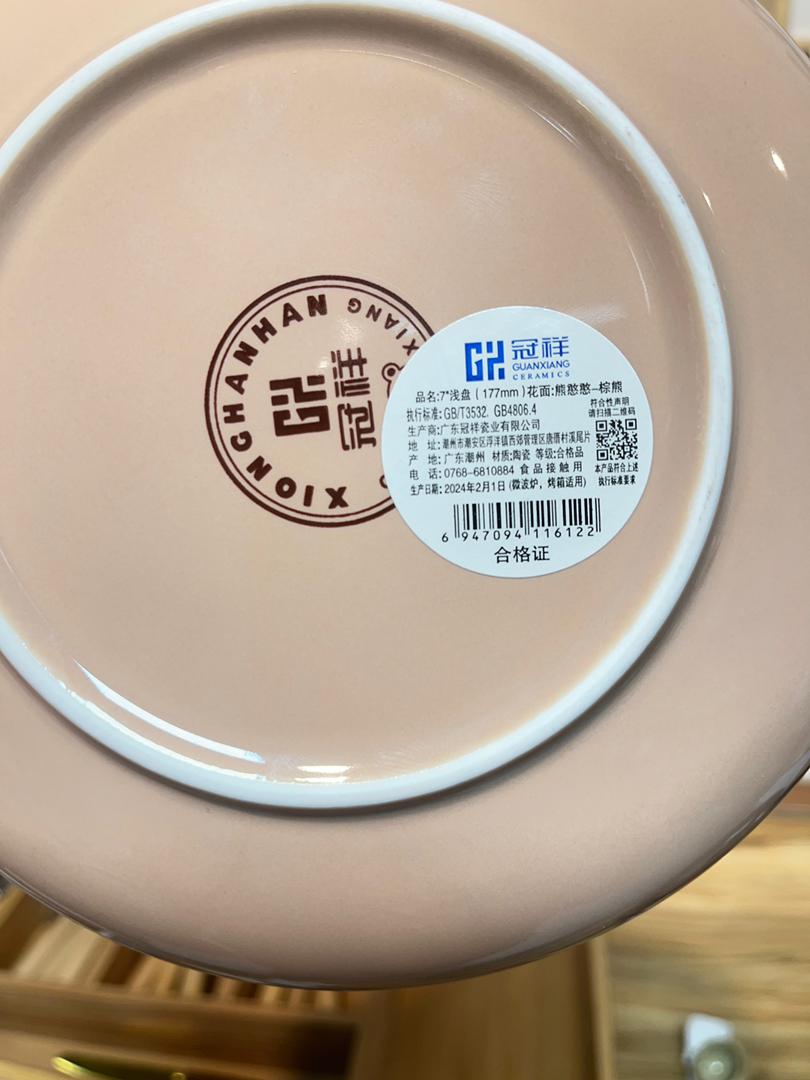 XIONGHANHAN
XIANG
冠祥
冠祥
GUANXIANG
CERAMICS
品名:7"浅盘(177mm)花面:熊憨憨-棕熊
执行标准:GB/T3532. GB4806.4
生产商:广东冠祥瓷业有限公司
地 址:潮州市潮安区浮洋镇西郊管理区唐厝村溪尾片
产 地:广东潮州 材质:陶瓷 等级:合格品
电 话:0768-6810884 食品接触用
生产日期:2024年2月1日(微波炉,烤箱适用)
符合性声明
请扫描二维码
本产品符合上述
执行标准要求
6 947094 116122
合格证